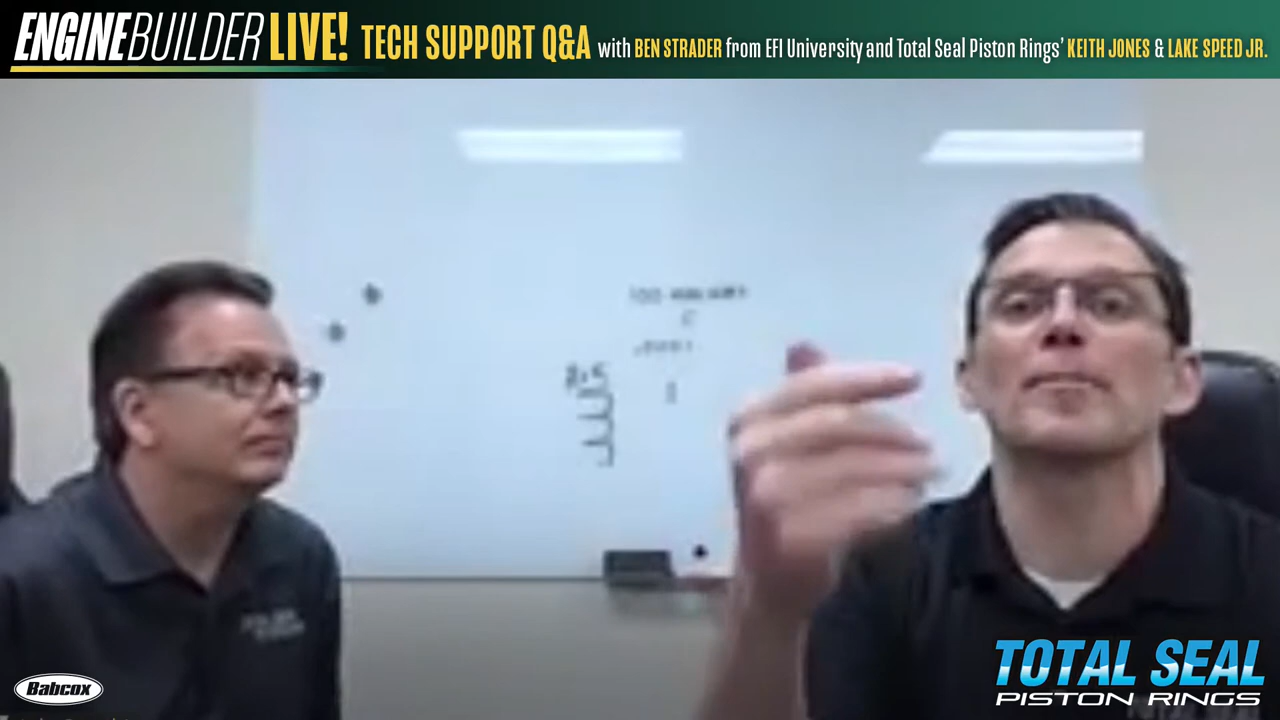 ENGINEBUILDER LIVE! TECH SUPPORT Q&A with BEN STRADER from EFI University and Total Seal Piston Rings' KEITH JONES & LAKE SPEED JR.
Babcox
TOTAL SEAL
PISTON RINGS